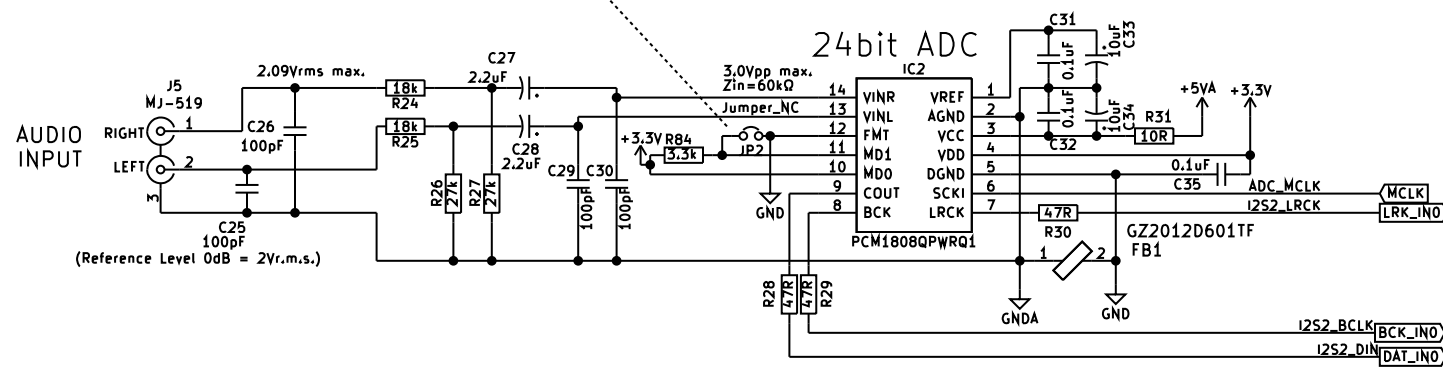 24bit ADC
AUDIO
INPUT
J5
MJ-519
RIGHT
1
LEFT
2
3
2.09Vrms max.
C26
100pF
C25
100pF
(Reference Level 0dB = 2Vr.m.s.)
18k
R24
18k
R25
R26
27k
R27
27k
C27
2.2uF
C28
2.2uF
C29
100pF
C30
100pF
3.0Vpp max.
Zin=60kΩ
Jumper_NC
+3.3V
R84
3.3k
JP2
GND
IC2
14 VINR VREF 1
13 VINL AGND 2
12 FMT VCC 3
11 MD1 VDD 4
10 MD0 DGND 5
9 COUT SCKI 6
8 BCK LRCK 7
PCM1808QPWRQ1
C31
0.1uF
10uF
C33
0.1uF
C32
10uF
C34
R31
10R
+5VA
+3.3V
0.1uF
C35
ADC_MCLK
MCLK
I2S2_LRCK
LRK_IN0
47R
R30
GZ2012D601TF
FB1
1
2
GNDA
GND
R28
47R
47R
R29
I2S2_BCLK
BCK_IN0
I2S2_DIN
DAT_IN0